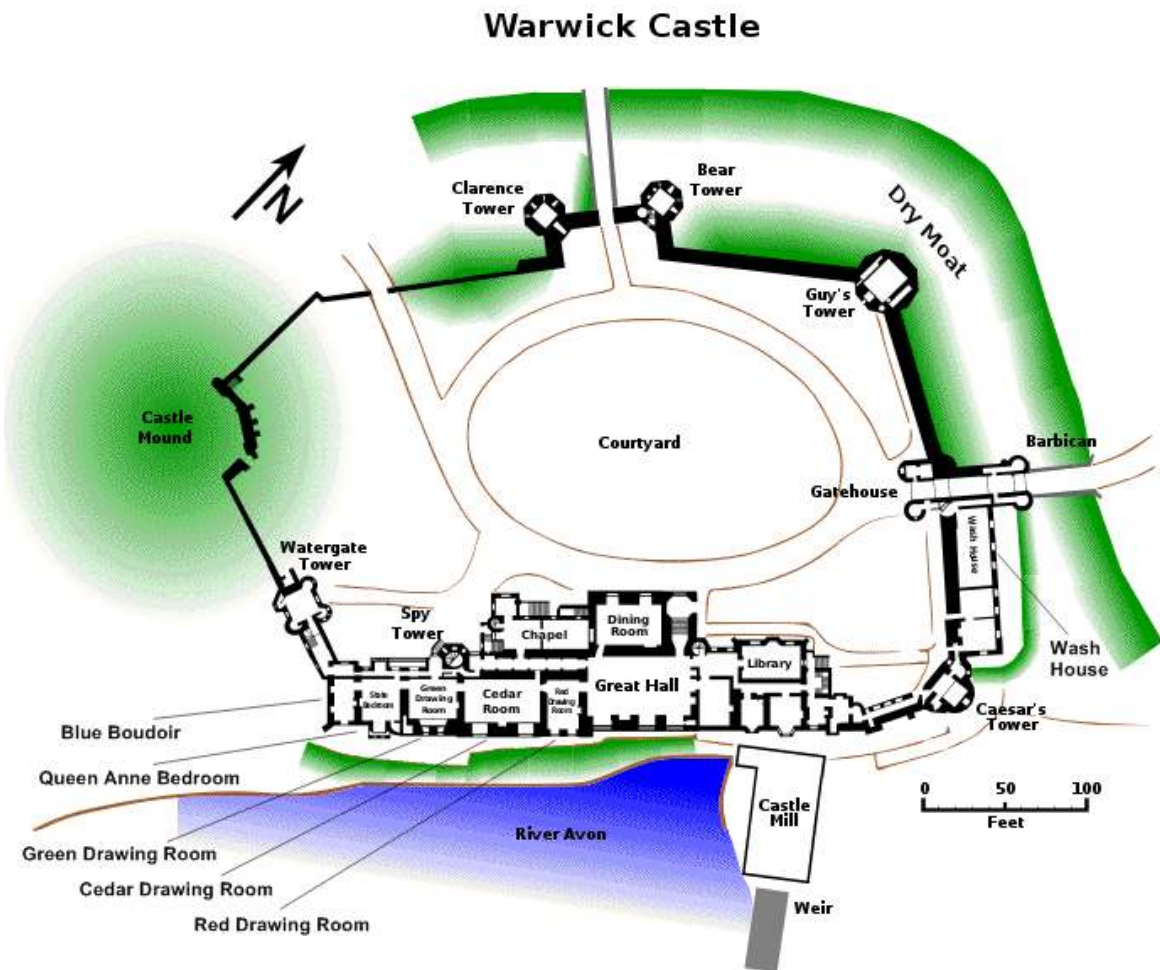 Warwick Castle
N
Clarence
Tower
Bear
Tower
Dry Moat
Guy's
Tower
Castle
Mound
Courtyard
Barbican
Gatehouse
Wash House
Watergate
Tower
Spy
Tower
Chapel
Dining
Room
Library
Wash
House
State
Bedroom
Green
Drawing
Room
Cedar
Room
Red
Drawing
Room
Great Hall
Caesar's
Tower
Blue Boudoir
Queen Anne Bedroom
Green Drawing Room
Cedar Drawing Room
Red Drawing Room
River Avon
Castle
Mill
Weir
0 50 100
Feet